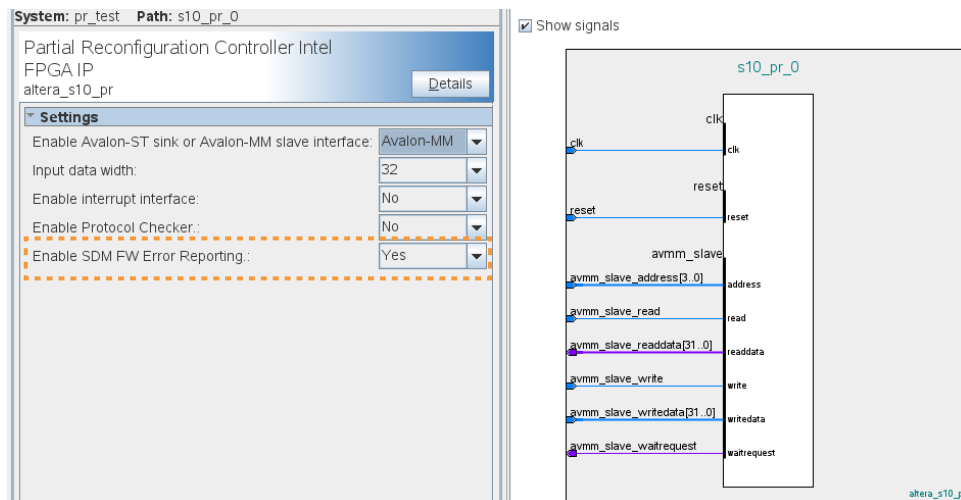 System: pr_test Path: s10_pr_0
Partial Reconfiguration Controller Intel
FPGA IP
altera_s10_pr
Details
Settings
Enable Avalon-ST sink or Avalon-MM slave interface: Avalon-MM
Input data width: 32
Enable interrupt interface: No
Enable Protocol Checker.: No
Enable SDM FW Error Reporting.: Yes
Show signals
s10_pr_0
clk
clk
clk
reset
reset
reset
avmm_slave
avmm_slave_address[3..0]
address
avmm_slave_read
read
avmm_slave_readdata[31..0]
readdata
avmm_slave_write
write
avmm_slave_writedata[31..0]
writedata
avmm_slave_waitrequest
waitrequest
altera_s10_p